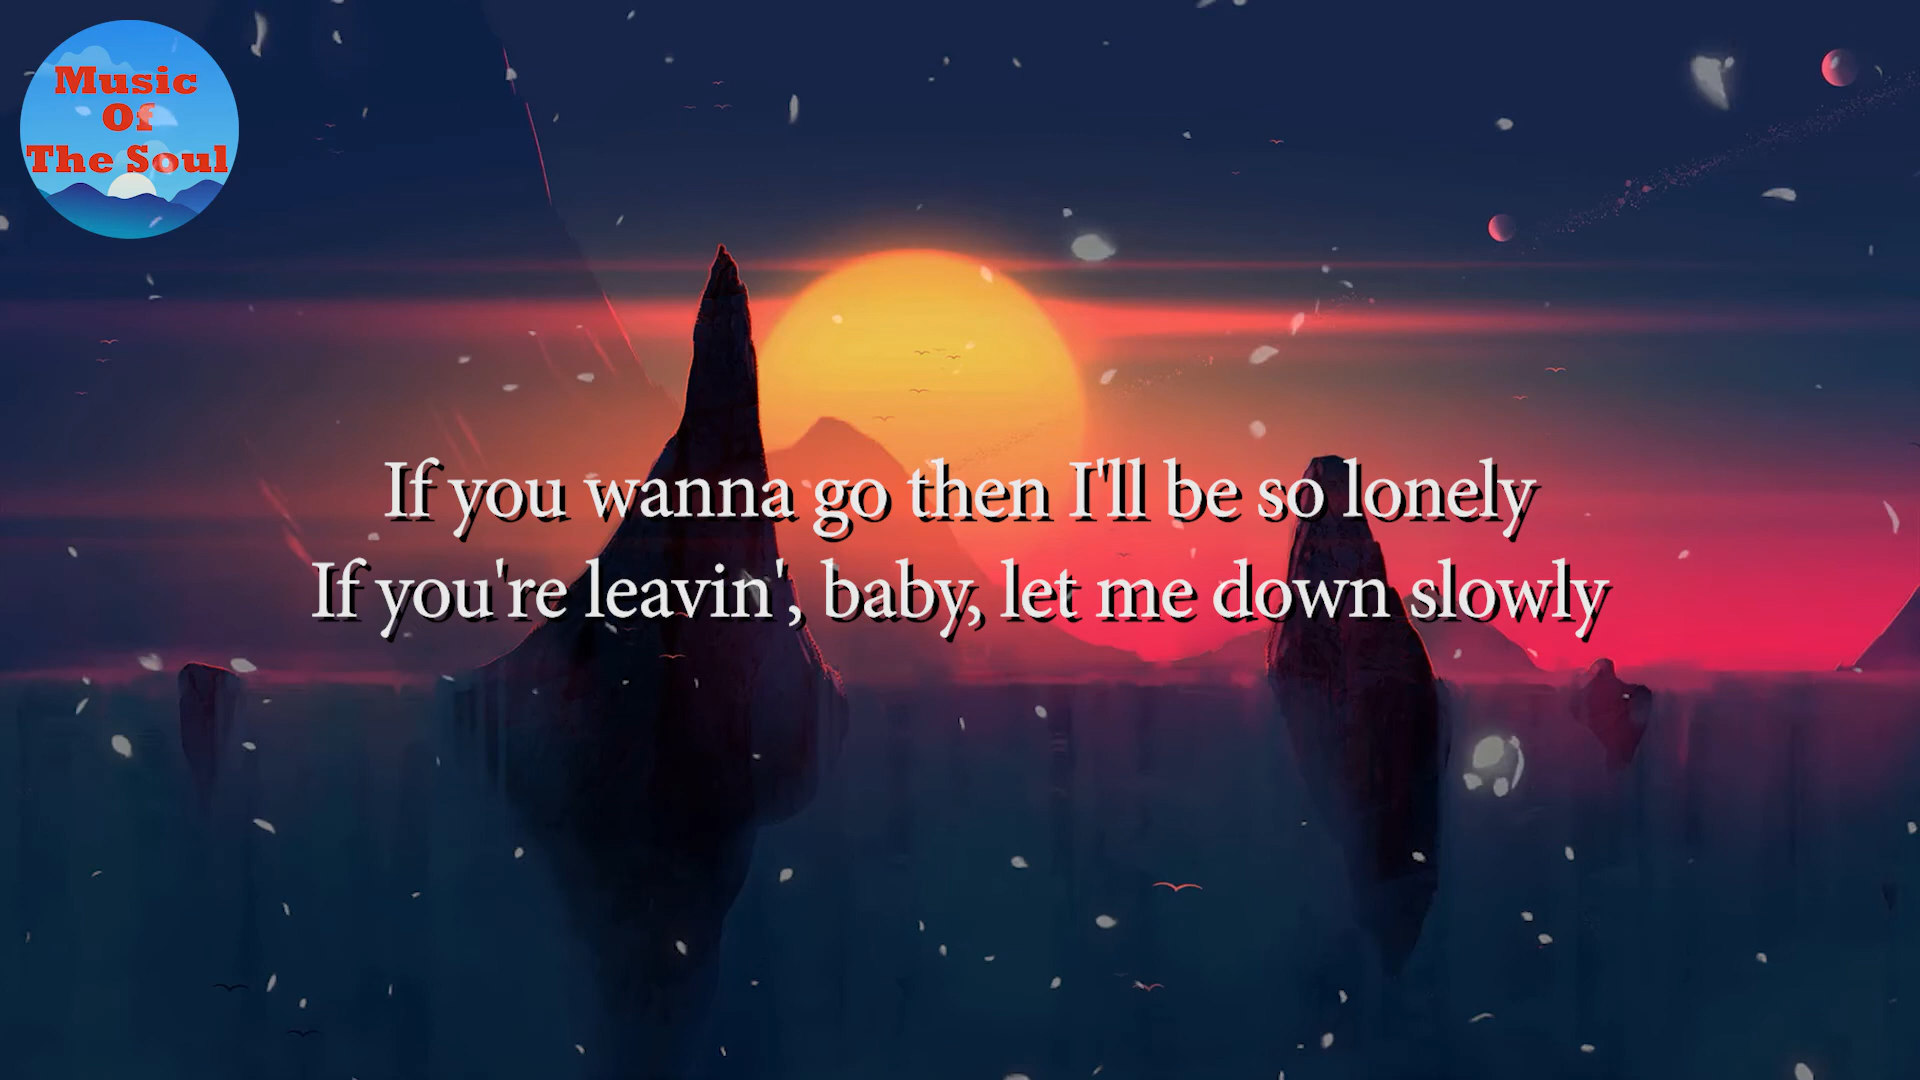 Music
Of
The Soul
If you wanna go then I'll be so lonely
If you're leavin', baby, let me down slowly